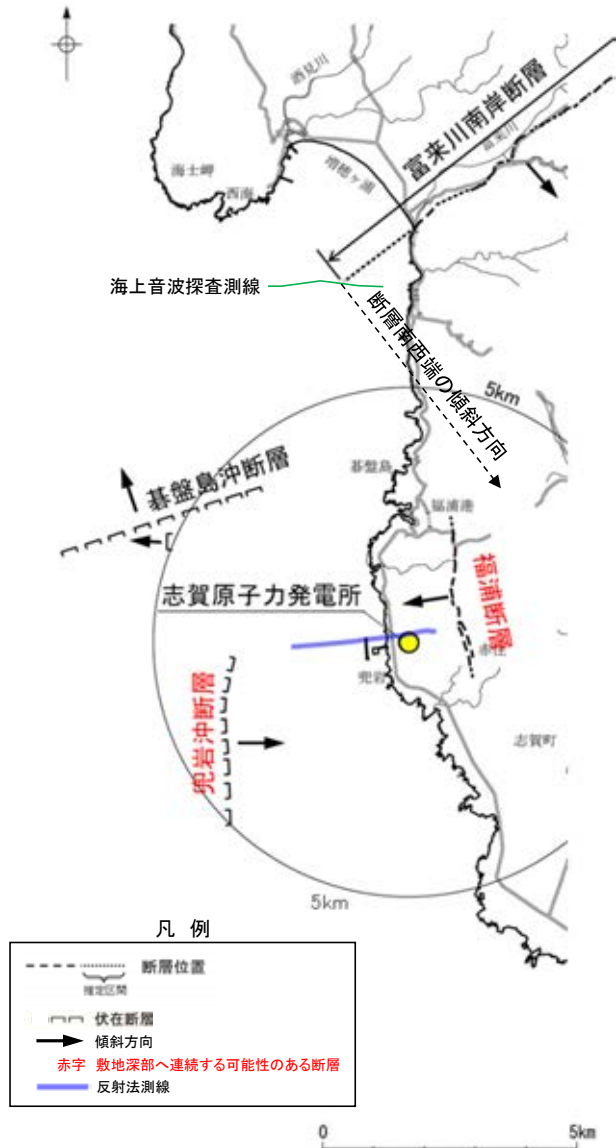 酒見川
富来川南岸断層
富来川
増穂ヶ浦
海士岬
西海
海上音波探査測線
断層南西端の傾斜方向
5km
碁盤島沖断層
碁盤島
福浦港
志賀原子力発電所
福浦断層
赤住
兜岩
兜岩沖断層
志賀町
5km
凡 例
断層位置
推定区間
伏在断層
傾斜方向
赤字 敷地深部へ連続する可能性のある断層
反射法測線
0 5km